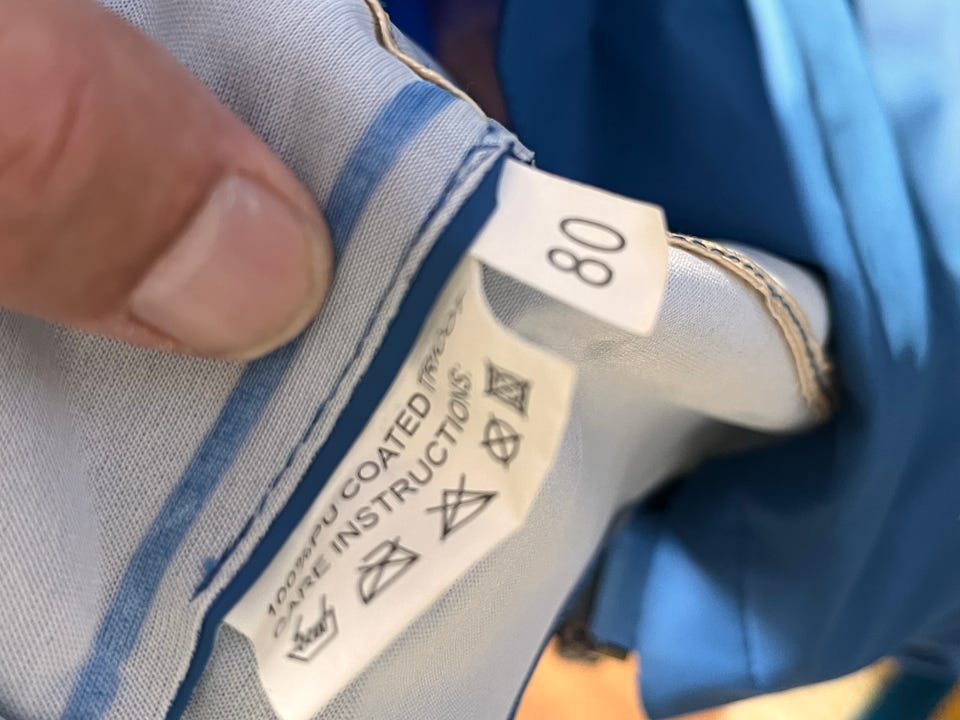 80
100%PU COATED TRICOT
CARE INSTRUCTIONS: